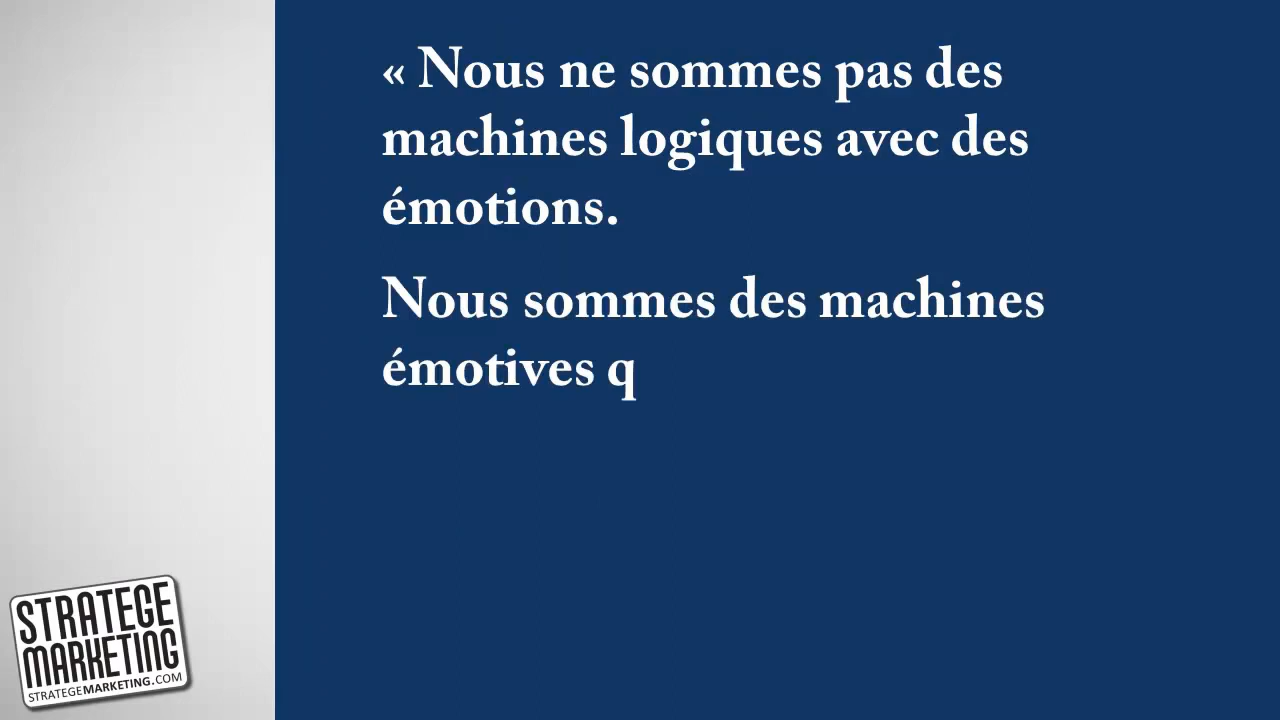 « Nous ne sommes pas des
machines logiques avec des
émotions.
Nous sommes des machines
émotives q
STRATEGE
MARKETING
STRATEGEMARKETING.COM